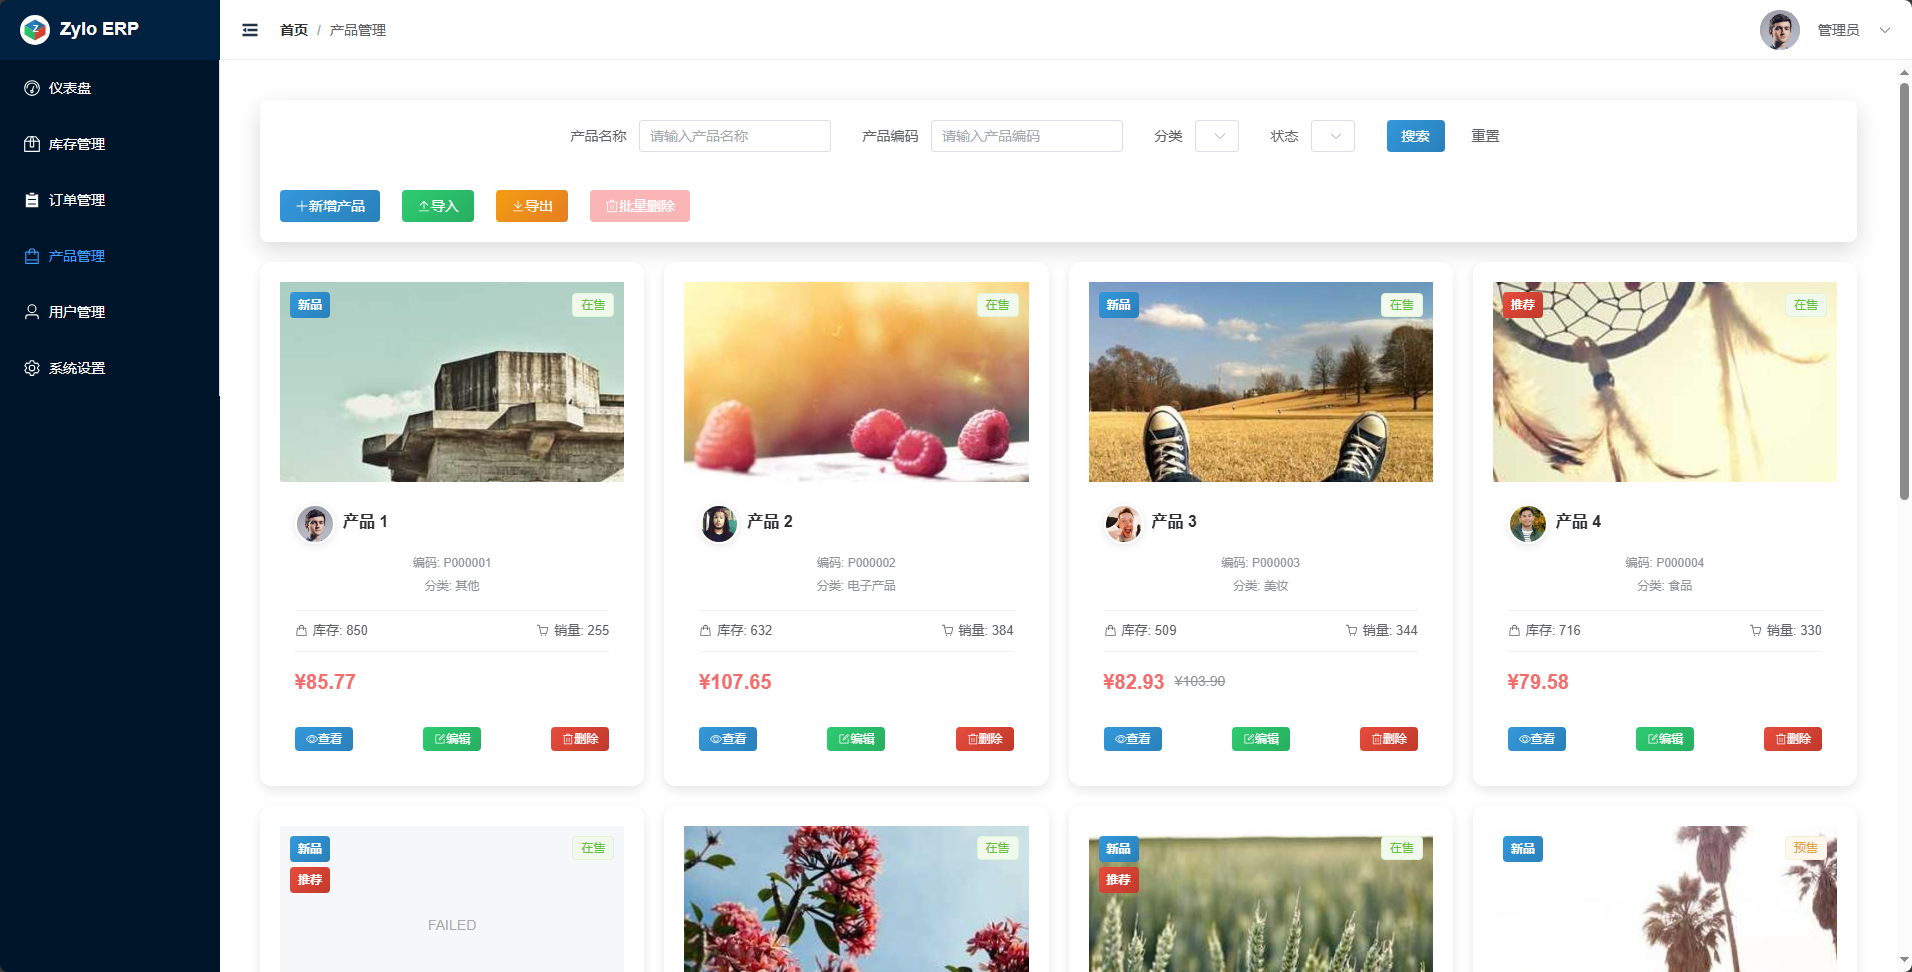 Z
Zylo ERP
首页 / 产品管理
管理员
仪表盘
库存管理
订单管理
产品管理
用户管理
系统设置
产品名称 请输入产品名称 产品编码 请输入产品编码 分类 状态 搜索 重置
新增产品 导入 导出 批量删除
新品 在售
在售
新品 在售
推荐 在售
产品 1
编码: P000001
分类: 其他
库存: 850 销量: 255
¥85.77
查看 编辑 删除
产品 2
编码: P000002
分类: 电子产品
库存: 632 销量: 384
¥107.65
查看 编辑 删除
产品 3
编码: P000003
分类: 美妆
库存: 509 销量: 344
¥82.93 ¥103.90
查看 编辑 删除
产品 4
编码: P000004
分类: 食品
库存: 716 销量: 330
¥79.58
查看 编辑 删除
新品 在售
推荐
FAILED
在售
新品 在售
推荐
新品 预售